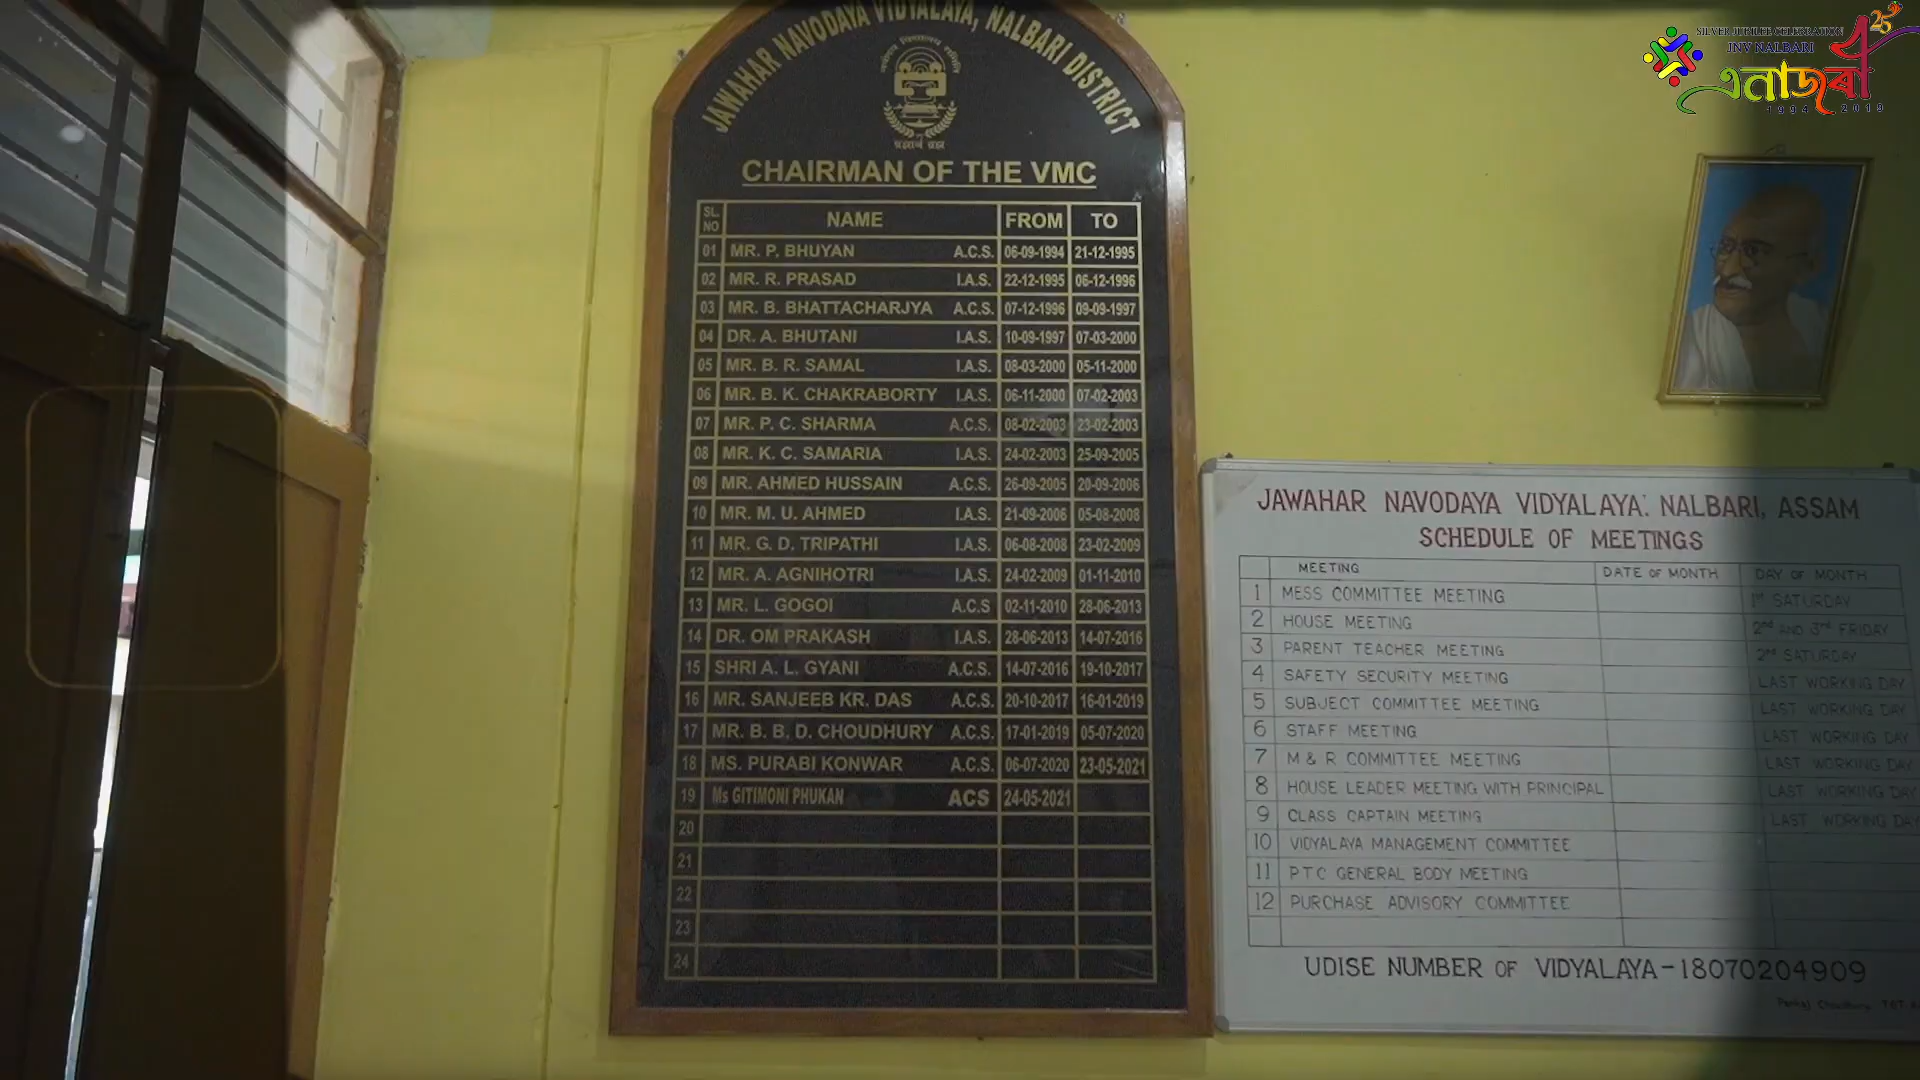 JAWAHAR NAVODAYA VIDYALAYA, NALBARI DISTRICT
CHAIRMAN OF THE VMC
SL. NO NAME FROM TO
01 MR. P. BHUYAN A.C.S. 06-09-1994 21-12-1995
02 MR. R. PRASAD I.A.S. 22-12-1995 06-12-1996
03 MR. B. BHATTACHARJYA A.C.S. 07-12-1996 09-09-1997
04 DR. A. BHUTANI I.A.S. 10-09-1997 07-03-2000
05 MR. B. R. SAMAL I.A.S. 08-03-2000 05-11-2000
06 MR. B. K. CHAKRABORTY I.A.S. 06-11-2000 07-02-2003
07 MR. P. C. SHARMA A.C.S. 08-02-2003 23-02-2003
08 MR. K. C. SAMARIA I.A.S. 24-02-2003 25-09-2005
09 MR. AHMED HUSSAIN A.C.S. 26-09-2005 20-09-2006
10 MR. M. U. AHMED I.A.S. 21-09-2006 05-08-2008
11 MR. G. D. TRIPATHI I.A.S. 06-08-2008 23-02-2009
12 MR. A. AGNIHOTRI I.A.S. 24-02-2009 01-11-2010
13 MR. L. GOGOI A.C.S 02-11-2010 28-06-2013
14 DR. OM PRAKASH I.A.S. 28-06-2013 14-07-2016
15 SHRI A. L. GYANI A.C.S. 14-07-2016 19-10-2017
16 MR. SANJEEB KR. DAS A.C.S. 20-10-2017 16-01-2019
17 MR. B. B. D. CHOUDHURY A.C.S. 17-01-2019 05-07-2020
18 MS. PURABI KONWAR A.C.S. 06-07-2020 23-05-2021
19 Ms GITIMONI PHUKAN ACS 24-05-2021
20
21
22
23
24
JAWAHAR NAVODAYA VIDYALAYA: NALBARI, ASSAM
SCHEDULE OF MEETINGS
MEETING DATE OF MONTH DAY OF MONTH
1 MESS COMMITTEE MEETING 1ST SATURDAY
2 HOUSE MEETING 2nd AND 3rd FRIDAY
3 PARENT TEACHER MEETING 2nd SATURDAY
4 SAFETY SECURITY MEETING LAST WORKING DAY
5 SUBJECT COMMITTEE MEETING LAST WORKING DAY
6 STAFF MEETING LAST WORKING DAY
7 M & R COMMITTEE MEETING LAST WORKING DAY
8 HOUSE LEADER MEETING WITH PRINCIPAL LAST WORKING DAY
9 CLASS CAPTAIN MEETING LAST WORKING DAY
10 VIDYALAYA MANAGEMENT COMMITTEE
11 PTC GENERAL BODY MEETING
12 PURCHASE ADVISORY COMMITTEE
UDISE NUMBER OF VIDYALAYA - 18070204909
SILVER JUBILEE CELEBRATION
JNV NALBARI
25
এনাজৰী
1994 2019